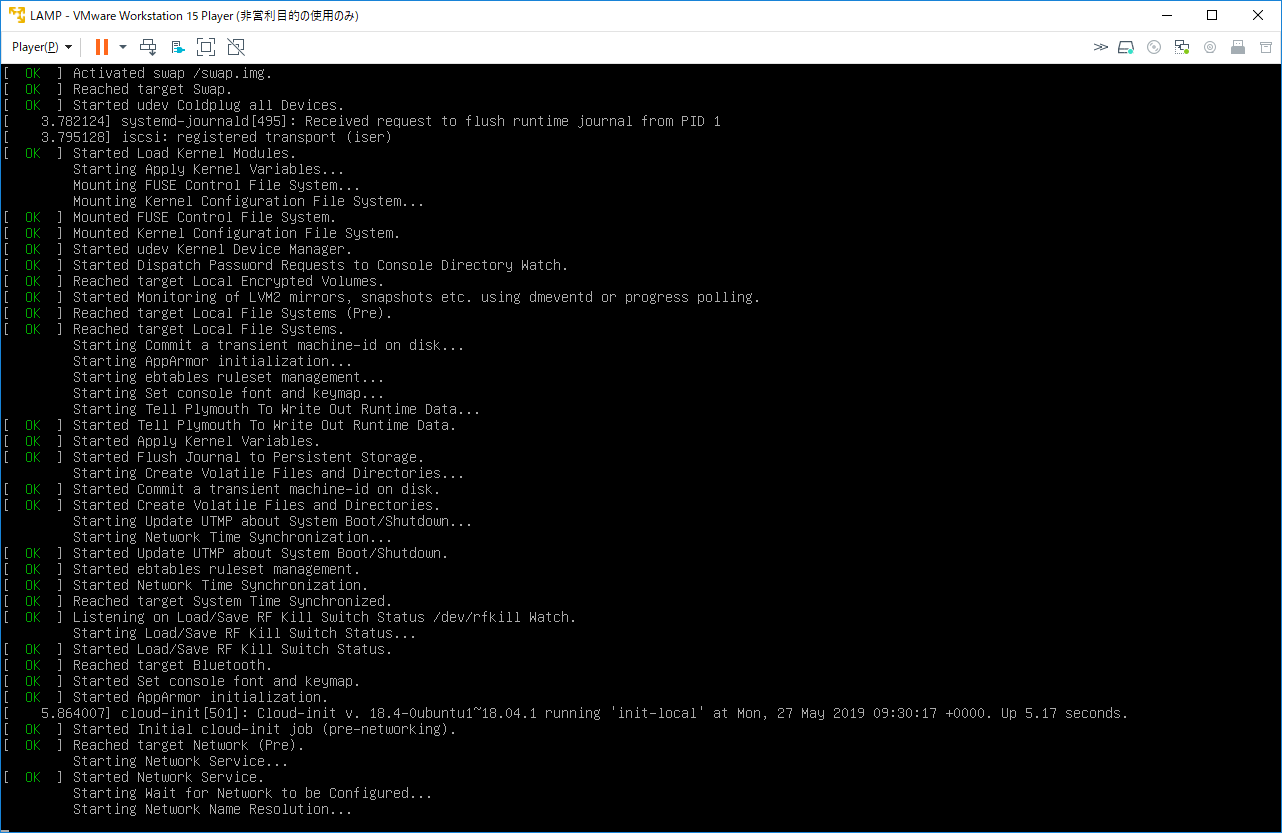 LAMP - VMware Workstation 15 Player (非営利目的の使用のみ)
Player(P)
[  OK  ] Activated swap /swap.img.
[  OK  ] Reached target Swap.
[  OK  ] Started udev Coldplug all Devices.
[    3.782124] systemd-journald[495]: Received request to flush runtime journal from PID 1
[    3.795128] iscsi: registered transport (iser)
[  OK  ] Started Load Kernel Modules.
Starting Apply Kernel Variables...
Mounting FUSE Control File System...
Mounting Kernel Configuration File System...
[  OK  ] Mounted FUSE Control File System.
[  OK  ] Mounted Kernel Configuration File System.
[  OK  ] Started udev Kernel Device Manager.
[  OK  ] Started Dispatch Password Requests to Console Directory Watch.
[  OK  ] Reached target Local Encrypted Volumes.
[  OK  ] Started Monitoring of LVM2 mirrors, snapshots etc. using dmeventd or progress polling.
[  OK  ] Reached target Local File Systems (Pre).
[  OK  ] Reached target Local File Systems.
Starting Commit a transient machine-id on disk...
Starting AppArmor initialization...
Starting ebtables ruleset management...
Starting Set console font and keymap...
Starting Tell Plymouth To Write Out Runtime Data...
[  OK  ] Started Tell Plymouth To Write Out Runtime Data.
[  OK  ] Started Apply Kernel Variables.
[  OK  ] Started Flush Journal to Persistent Storage.
Starting Create Volatile Files and Directories...
[  OK  ] Started Commit a transient machine-id on disk.
[  OK  ] Started Create Volatile Files and Directories.
Starting Update UTMP about System Boot/Shutdown...
Starting Network Time Synchronization...
[  OK  ] Started Update UTMP about System Boot/Shutdown.
[  OK  ] Started ebtables ruleset management.
[  OK  ] Started Network Time Synchronization.
[  OK  ] Reached target System Time Synchronized.
[  OK  ] Listening on Load/Save RF Kill Switch Status /dev/rfkill Watch.
Starting Load/Save RF Kill Switch Status...
[  OK  ] Started Load/Save RF Kill Switch Status.
[  OK  ] Reached target Bluetooth.
[  OK  ] Started Set console font and keymap.
[  OK  ] Started AppArmor initialization.
[    5.864007] cloud-init[501]: Cloud-init v. 18.4-0ubuntu1~18.04.1 running 'init-local' at Mon, 27 May 2019 09:30:17 +0000. Up 5.17 seconds.
[  OK  ] Started Initial cloud-init job (pre-networking).
[  OK  ] Reached target Network (Pre).
Starting Network Service...
[  OK  ] Started Network Service.
Starting Wait for Network to be Configured...
Starting Network Name Resolution...